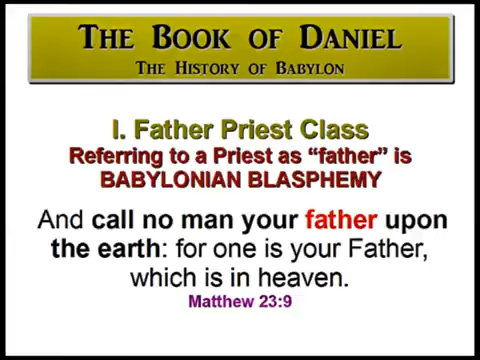 THE BOOK OF DANIEL
THE HISTORY OF BABYLON
I. Father Priest Class
Referring to a Priest as “father” is
BABYLONIAN BLASPHEMY
And call no man your father upon
the earth: for one is your Father,
which is in heaven.
Matthew 23:9